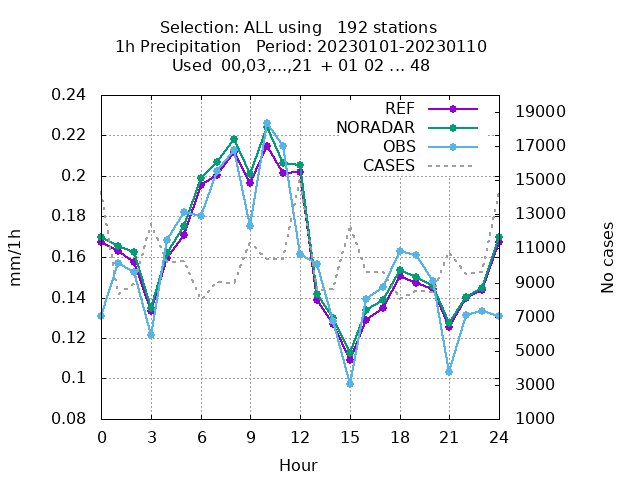 Selection: ALL using   192 stations
1h Precipitation   Period: 20230101-20230110
Used  00,03,...,21  + 01 02 ... 48
REF
NORADAR
OBS
CASES
0.24
0.22
0.2
0.18
0.16
0.14
0.12
0.1
0.08
mm/1h
19000
17000
15000
13000
11000
9000
7000
5000
3000
1000
No cases
0 3 6 9 12 15 18 21 24
Hour